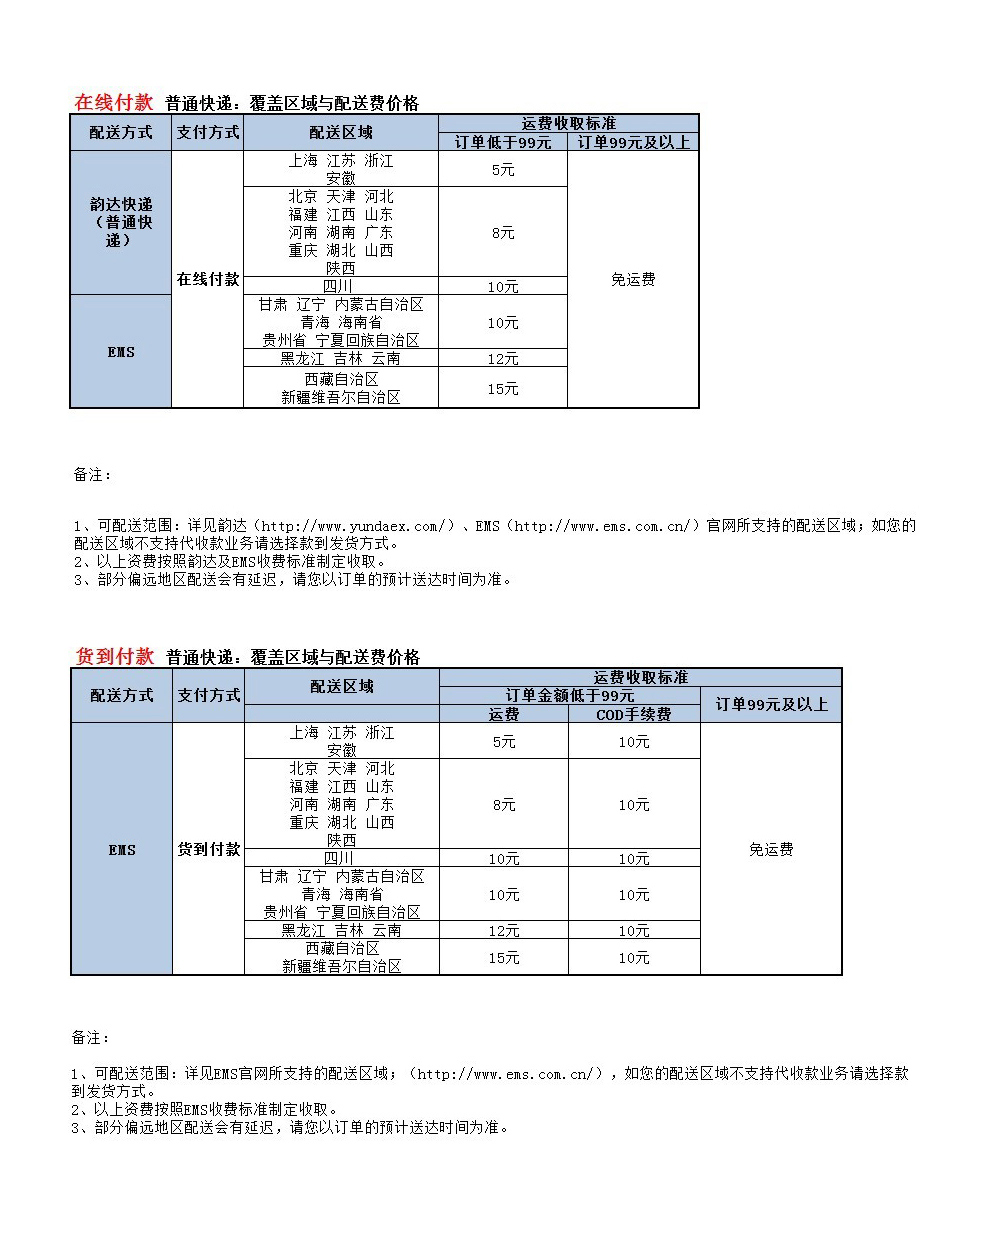 在线付款 普通快递：覆盖区域与配送费价格
配送方式 支付方式 配送区域 运费收取标准
订单低于99元 订单99元及以上
韵达快递
（普通快
递）
在线付款
上海 江苏 浙江
安徽
5元
北京 天津 河北
福建 江西 山东
河南 湖南 广东
重庆 湖北 山西
陕西
8元
四川 10元
免运费
EMS
甘肃 辽宁 内蒙古自治区
青海 海南省
贵州省 宁夏回族自治区
10元
黑龙江 吉林 云南 12元
西藏自治区
新疆维吾尔自治区
15元
备注：
1、可配送范围：详见韵达（http://www.yundaex.com/）、EMS（http://www.ems.com.cn/）官网所支持的配送区域；如您的
配送区域不支持代收款业务请选择款到发货方式。
2、以上资费按照韵达及EMS收费标准制定收取。
3、部分偏远地区配送会有延迟，请您以订单的预计送达时间为准。
货到付款 普通快递：覆盖区域与配送费价格
配送方式 支付方式 配送区域 运费收取标准
订单金额低于99元 订单99元及以上
运费 COD手续费
EMS
货到付款
上海 江苏 浙江
安徽
5元 10元
北京 天津 河北
福建 江西 山东
河南 湖南 广东
重庆 湖北 山西
陕西
8元 10元
四川 10元 10元
免运费
甘肃 辽宁 内蒙古自治区
青海 海南省
贵州省 宁夏回族自治区
10元 10元
黑龙江 吉林 云南 12元 10元
西藏自治区
新疆维吾尔自治区
15元 10元
备注：
1、可配送范围：详见EMS官网所支持的配送区域；（http://www.ems.com.cn/），如您的配送区域不支持代收款业务请选择款
到发货方式。
2、以上资费按照EMS收费标准制定收取。
3、部分偏远地区配送会有延迟，请您以订单的预计送达时间为准。